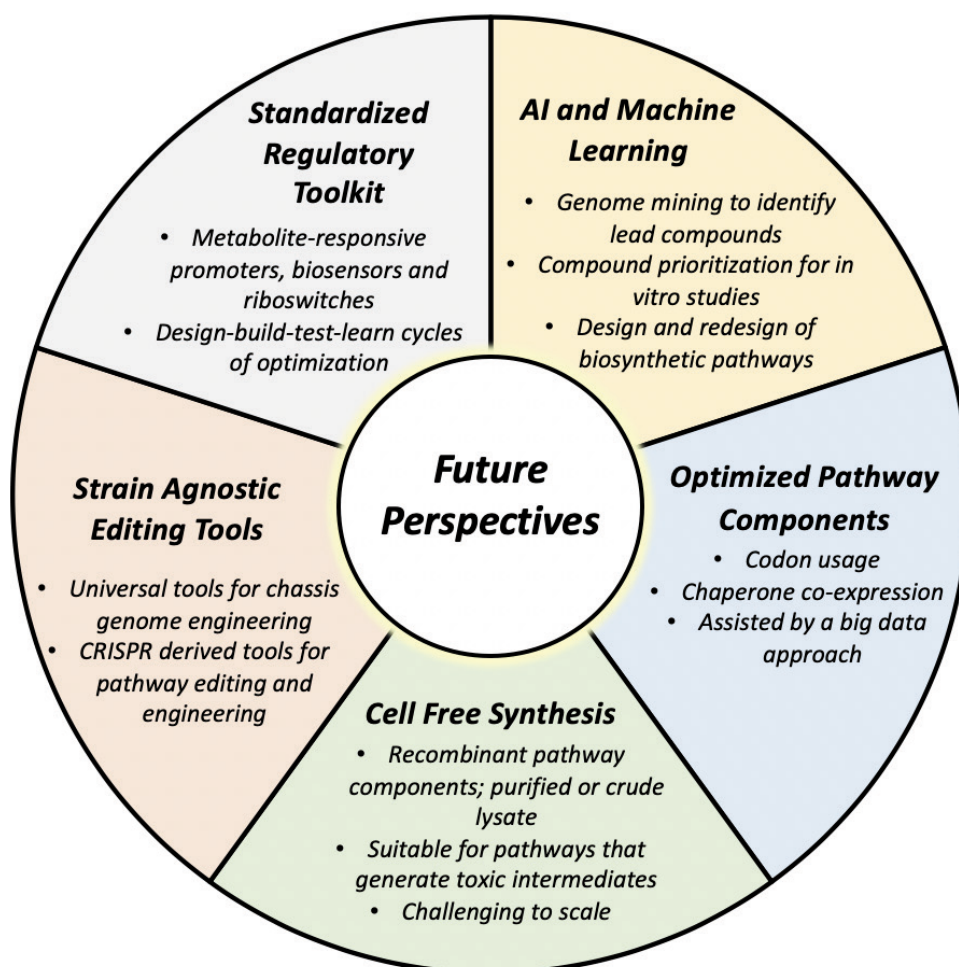 Standardized
Regulatory
Toolkit
• Metabolite-responsive
promoters, biosensors and
riboswitches
• Design-build-test-learn cycles
of optimization
AI and Machine
Learning
• Genome mining to identify
lead compounds
• Compound prioritization for in
vitro studies
• Design and redesign of
biosynthetic pathways
Future
Perspectives
Strain Agnostic
Editing Tools
• Universal tools for chassis
genome engineering
• CRISPR derived tools for
pathway editing and
engineering
Optimized Pathway
Components
• Codon usage
• Chaperone co-expression
• Assisted by a big data
approach
Cell Free Synthesis
• Recombinant pathway
components; purified or crude
lysate
• Suitable for pathways that
generate toxic intermediates
• Challenging to scale